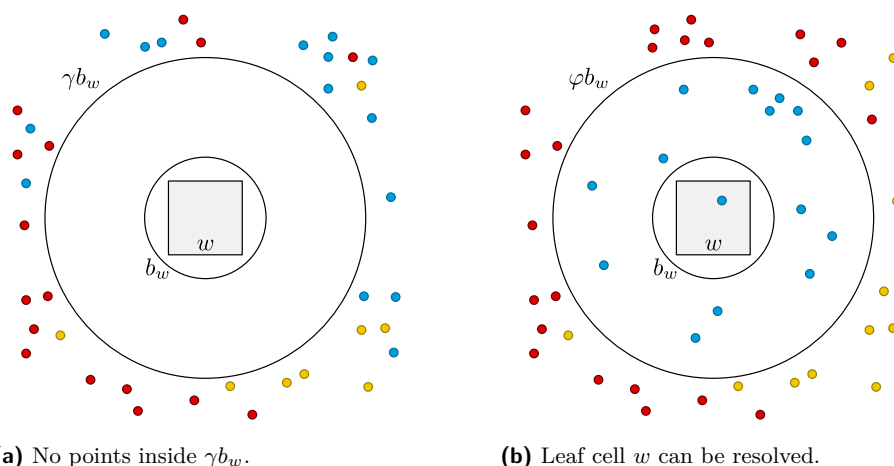 γb_w
w
b_w
φb_w
w
b_w
(a) No points inside γb_w.
(b) Leaf cell w can be resolved.